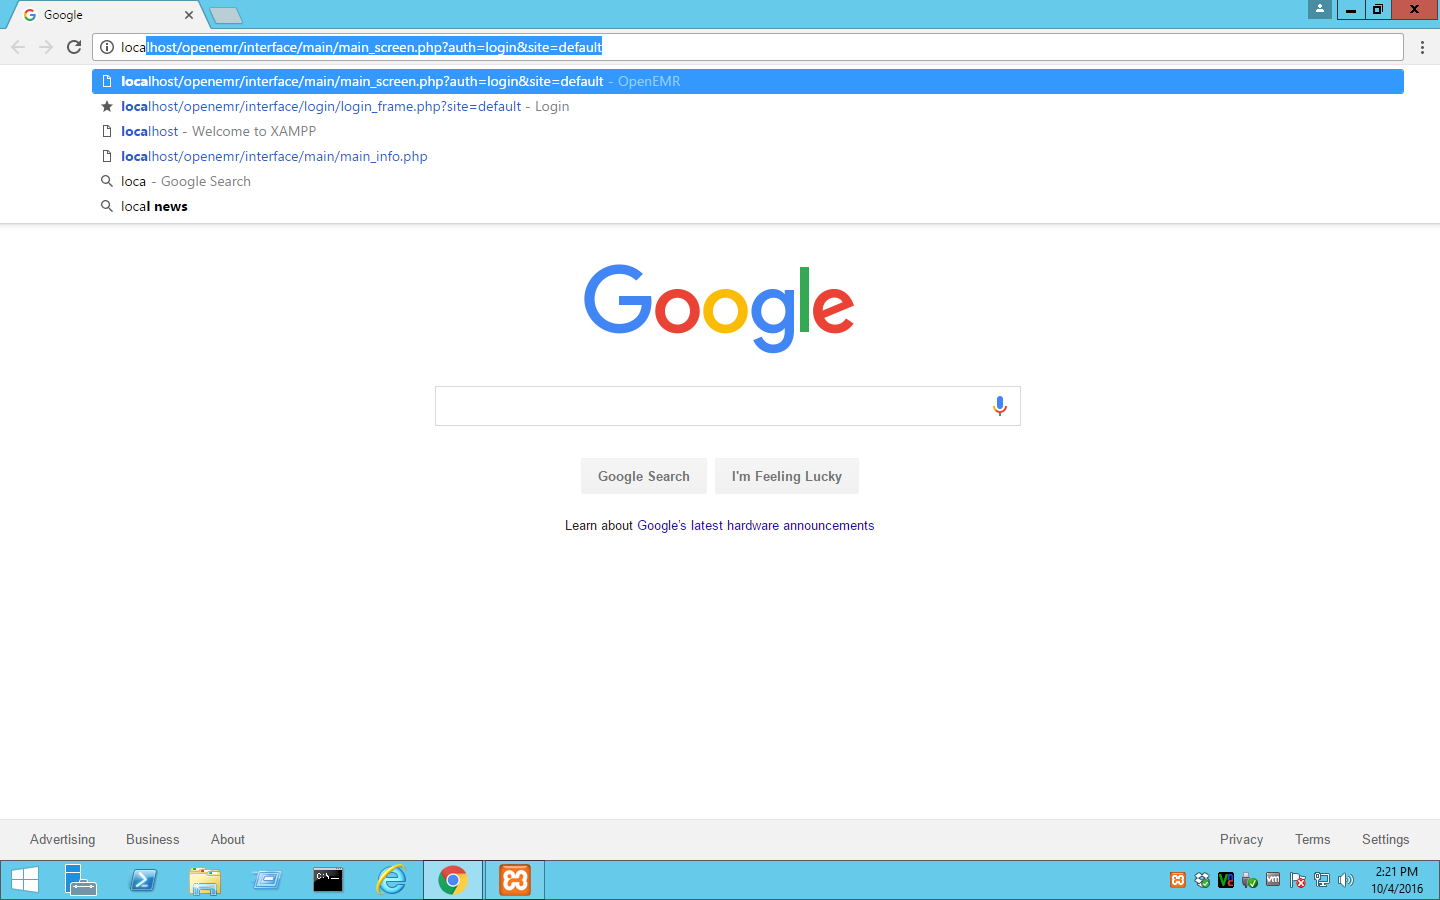 Google
localhost/openemr/interface/main/main_screen.php?auth=login&site=default
localhost/openemr/interface/main/main_screen.php?auth=login&site=default - OpenEMR
localhost/openemr/interface/login/login_frame.php?site=default - Login
localhost - Welcome to XAMPP
localhost/openemr/interface/main/main_info.php
loca - Google Search
local news
Google
Google Search I'm Feeling Lucky
Learn about Google's latest hardware announcements
Advertising Business About Privacy Terms Settings
C:\_
vm
2:21 PM
10/4/2016